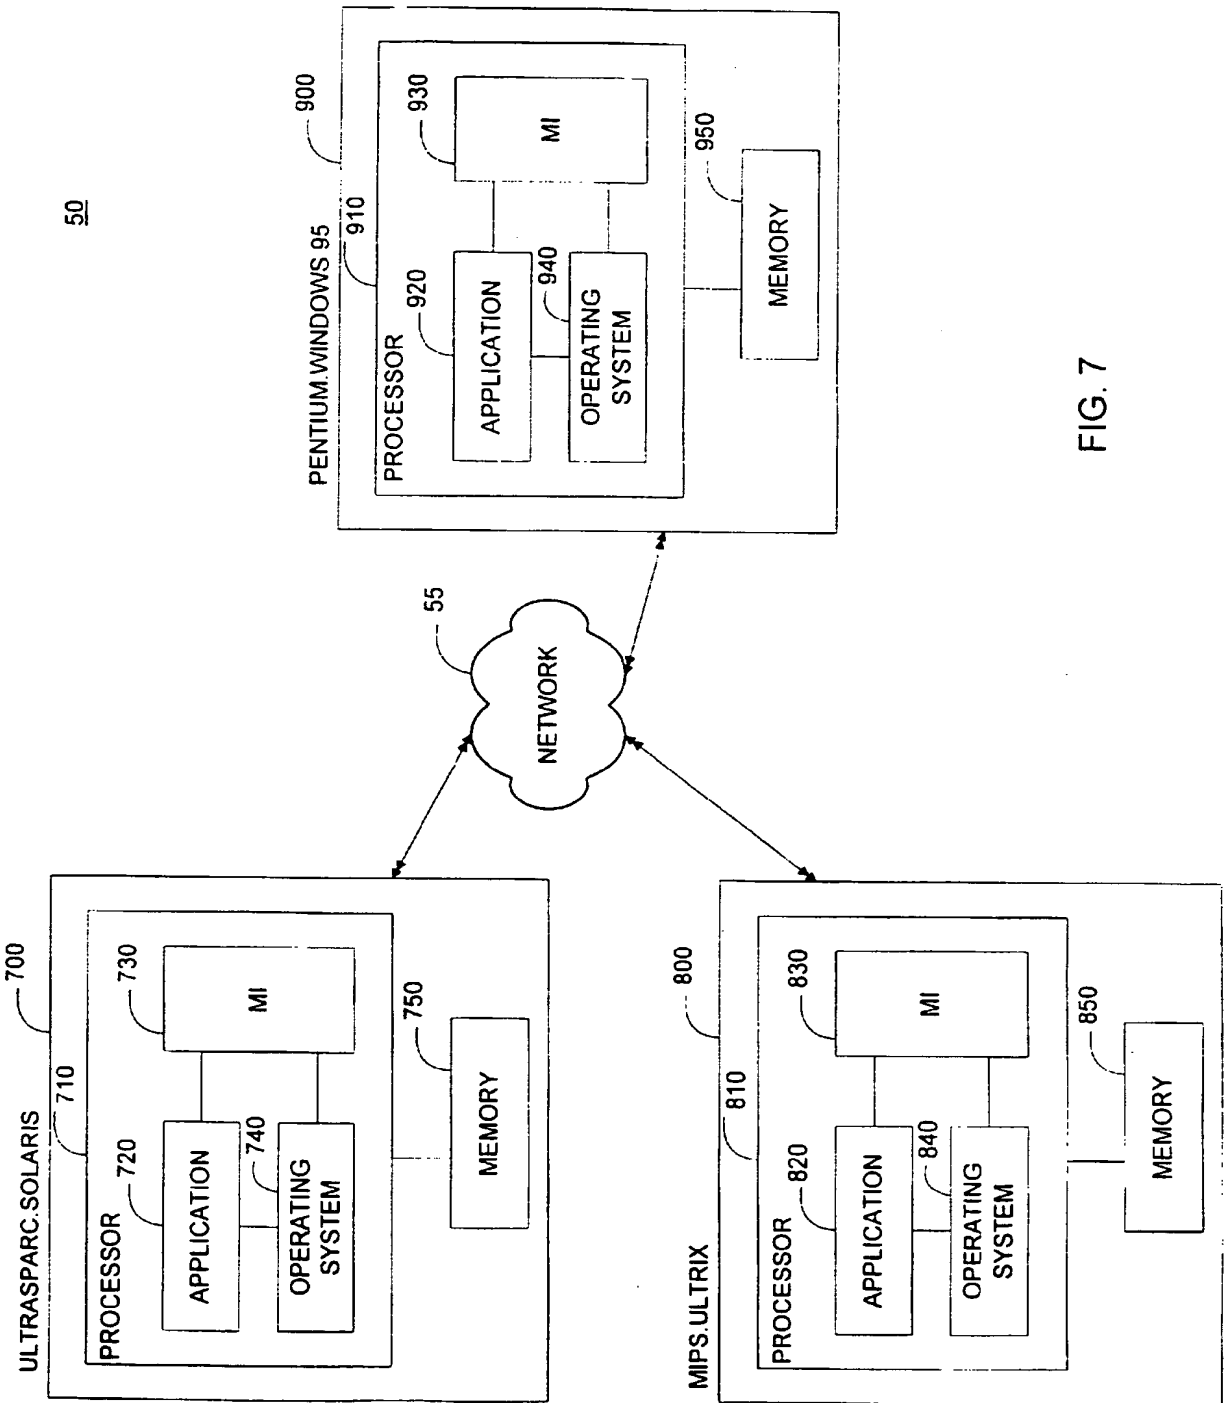 50
ULTRASPARC.SOLARIS
700
710
PROCESSOR
720
APPLICATION
730
MI
740
OPERATING
SYSTEM
750
MEMORY
55
NETWORK
PENTIUM.WINDOWS 95
900
910
PROCESSOR
920
APPLICATION
930
MI
940
OPERATING
SYSTEM
950
MEMORY
MIPS.ULTRIX
800
810
PROCESSOR
820
APPLICATION
830
MI
840
OPERATING
SYSTEM
850
MEMORY
FIG. 7